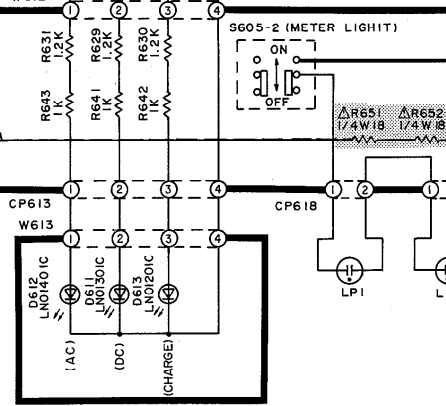 S605-2 (METER LIGHIT)
ON
OFF
1 2 3 4
R631
1.2K
R629
1.2K
R630
1.2K
R643
1K
R641
1K
R642
1K
R651
1/4W18
R652
1/4W18
1 2 3 4
1 2 1
CP613
CP618
W613
1 2 3 4
D612
LN01401C
D611
LN01301C
D613
LN01201C
LP1
L
(AC)
(DC)
(CHARGE)